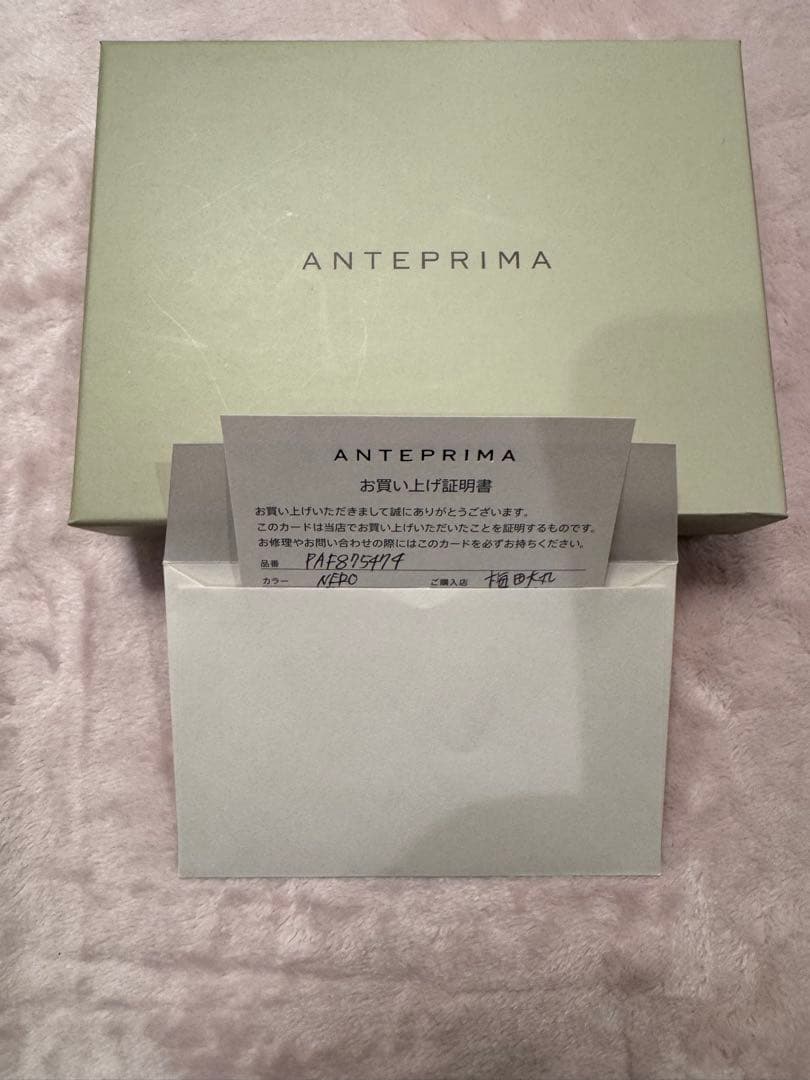 ANTEPRIMA
ANTEPRIMA
お買い上げ証明書
お買い上げいただきまして誠にありがとうございます。
このカードは当店でお買い上げいただいたことを証明するものです。
お修理やお問い合わせの際にはこのカードを必ずお持ちください。
品番 PAF875474
カラー NERO ご購入店 梅田大丸